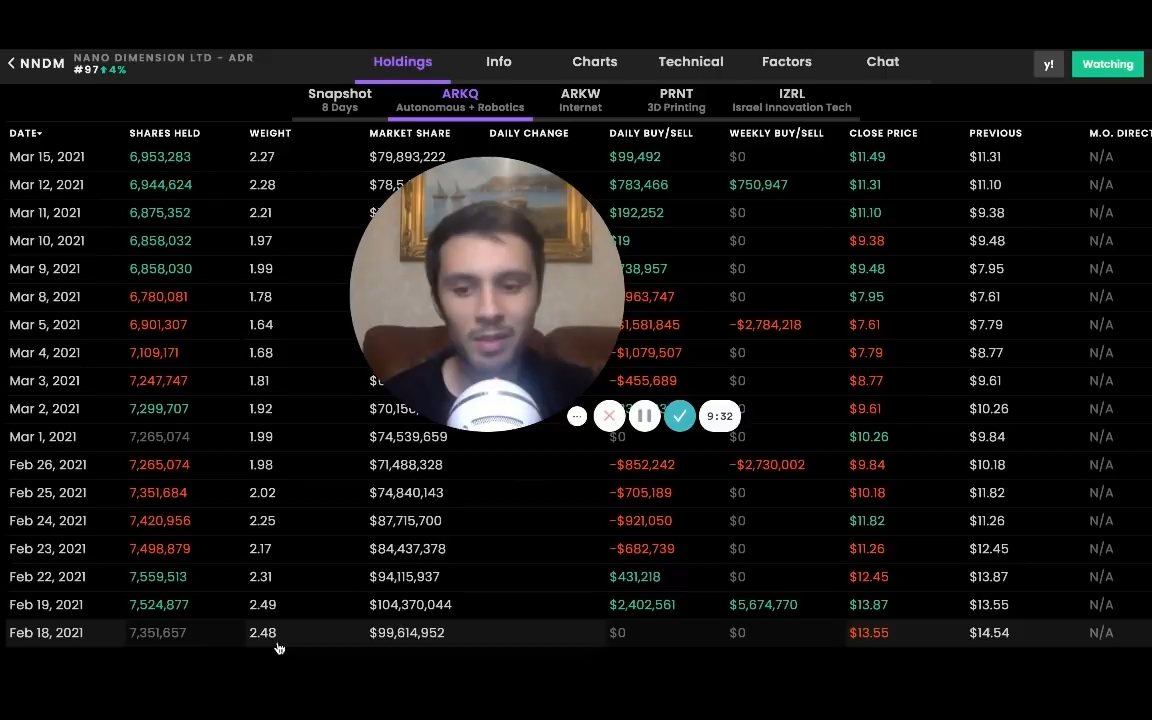 NNDM NANO DIMENSION LTD - ADR #97 4% Holdings Info Charts Technical Factors Chat y! Watching
Snapshot 8 Days ARKQ Autonomous + Robotics ARKW Internet PRNT 3D Printing IZRL Israel Innovation Tech
DATE SHARES HELD WEIGHT MARKET SHARE DAILY CHANGE DAILY BUY/SELL WEEKLY BUY/SELL CLOSE PRICE PREVIOUS M.O. DIRECT
Mar 15, 2021 6,953,283 2.27 $79,893,222 $99,492 $0 $11.49 $11.31 N/A
Mar 12, 2021 6,944,624 2.28 $783,466 $750,947 $11.31 $11.10 N/A
Mar 11, 2021 6,875,352 2.21 $192,252 $0 $11.10 $9.38 N/A
Mar 10, 2021 6,858,032 1.97 $19 $0 $9.38 $9.48 N/A
Mar 9, 2021 6,858,030 1.99 $0 $9.48 $7.95 N/A
Mar 8, 2021 6,780,081 1.78 $0 $7.95 $7.61 N/A
Mar 5, 2021 6,901,307 1.64 -$2,784,218 $7.61 $7.79 N/A
Mar 4, 2021 7,109,171 1.68 -$1,079,507 $0 $7.79 $8.77 N/A
Mar 3, 2021 7,247,747 1.81 -$455,689 $0 $8.77 $9.61 N/A
Mar 2, 2021 7,299,707 1.92 9:32 $9.61 $10.26 N/A
Mar 1, 2021 7,265,074 1.99 $74,539,659 $0 $0 $10.26 $9.84 N/A
Feb 26, 2021 7,265,074 1.98 $71,488,328 -$852,242 -$2,730,002 $9.84 $10.18 N/A
Feb 25, 2021 7,351,684 2.02 $74,840,143 -$705,189 $0 $10.18 $11.82 N/A
Feb 24, 2021 7,420,956 2.25 $87,715,700 -$921,050 $0 $11.82 $11.26 N/A
Feb 23, 2021 7,498,879 2.17 $84,437,378 -$682,739 $0 $11.26 $12.45 N/A
Feb 22, 2021 7,559,513 2.31 $94,115,937 $431,218 $0 $12.45 $13.87 N/A
Feb 19, 2021 7,524,877 2.49 $104,370,044 $2,402,561 $5,674,770 $13.87 $13.55 N/A
Feb 18, 2021 7,351,657 2.48 $99,614,952 $0 $0 $13.55 $14.54 N/A